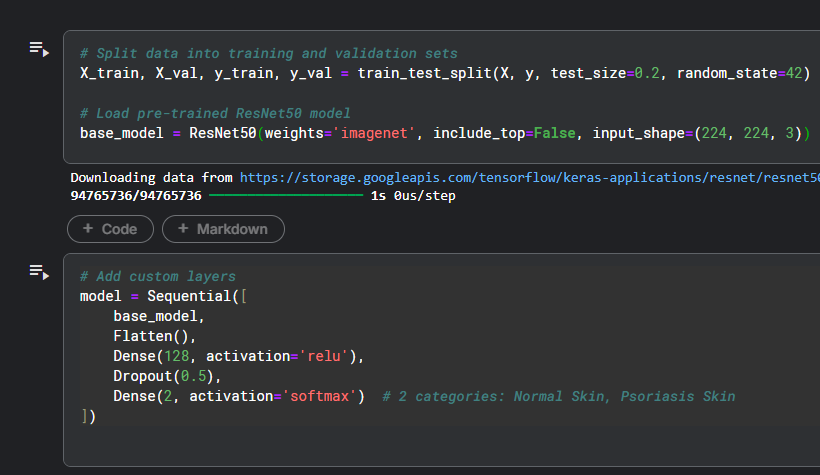 # Split data into training and validation sets
X_train, X_val, y_train, y_val = train_test_split(X, y, test_size=0.2, random_state=42)
# Load pre-trained ResNet50 model
base_model = ResNet50(weights='imagenet', include_top=False, input_shape=(224, 224, 3))
Downloading data from https://storage.googleapis.com/tensorflow/keras-applications/resnet/resnet50
94765736/94765736 ━━━━━━━━━━━━━━━━━━━━ 1s 0us/step
+ Code + Markdown
# Add custom layers
model = Sequential([
    base_model,
    Flatten(),
    Dense(128, activation='relu'),
    Dropout(0.5),
    Dense(2, activation='softmax')  # 2 categories: Normal Skin, Psoriasis Skin
])